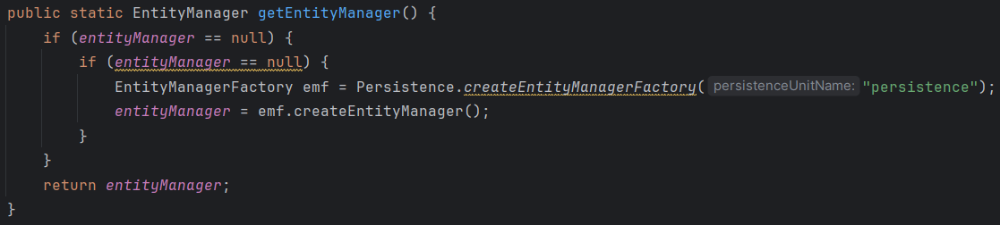 public static EntityManager getEntityManager() {
    if (entityManager == null) {
        if (entityManager == null) {
            EntityManagerFactory emf = Persistence.createEntityManagerFactory( persistenceUnitName: "persistence");
            entityManager = emf.createEntityManager();
        }
    }
    return entityManager;
}